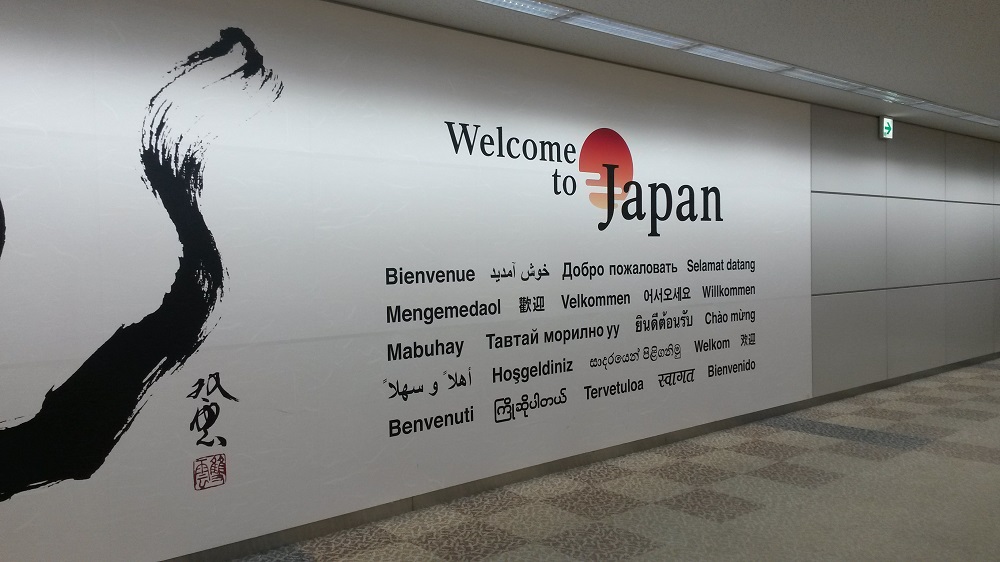 Welcome
to Japan
Bienvenue خوش آمدید Добро пожаловать Selamat datang
Mengemedaol 歡迎 Velkommen 어서오세요 Willkommen
Mabuhay Тавтай морилно уу ยินดีต้อนรับ Chào mừng
أهلاً و سهلاً Hoşgeldiniz සාදරයෙන් පිළිගනිමු Welkom 欢迎
Benvenuti ကြိုဆိုပါတယ် Tervetuloa स्वागत Bienvenido